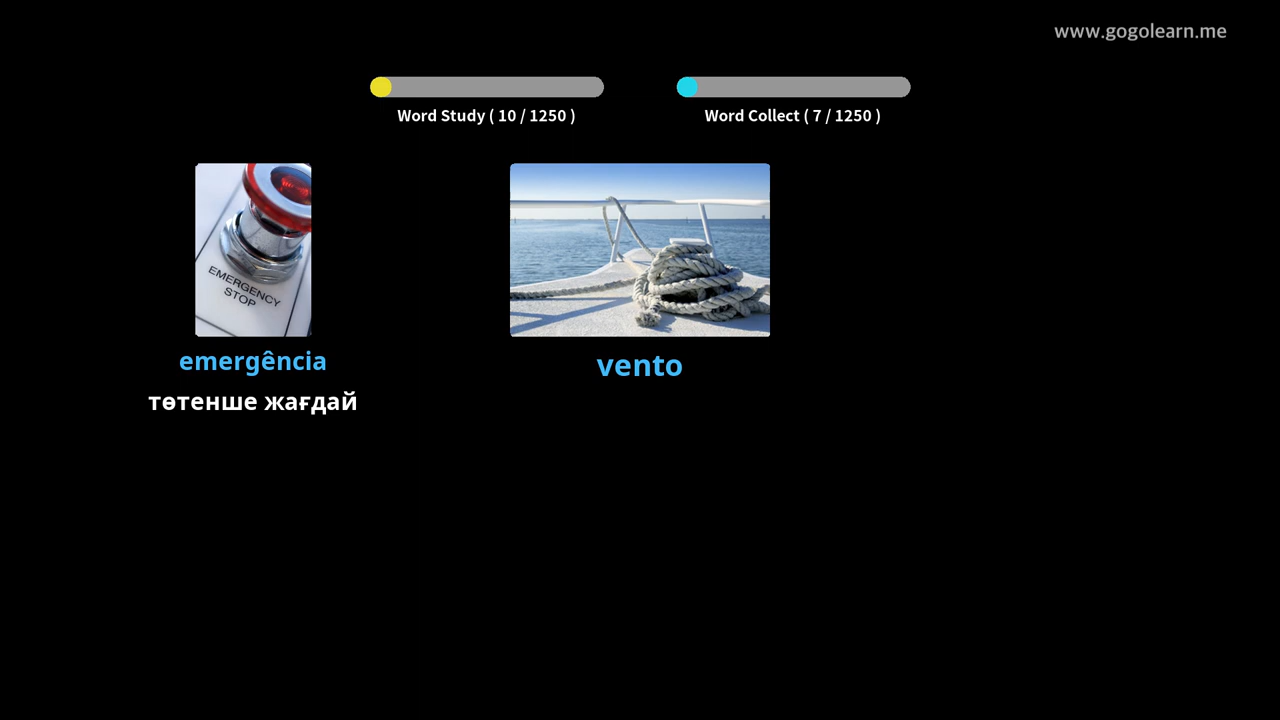 www.gogolearn.me
Word Study ( 10 / 1250 )
Word Collect ( 7 / 1250 )
EMERGENCY
STOP
emergência
vento
төтенше жағдай